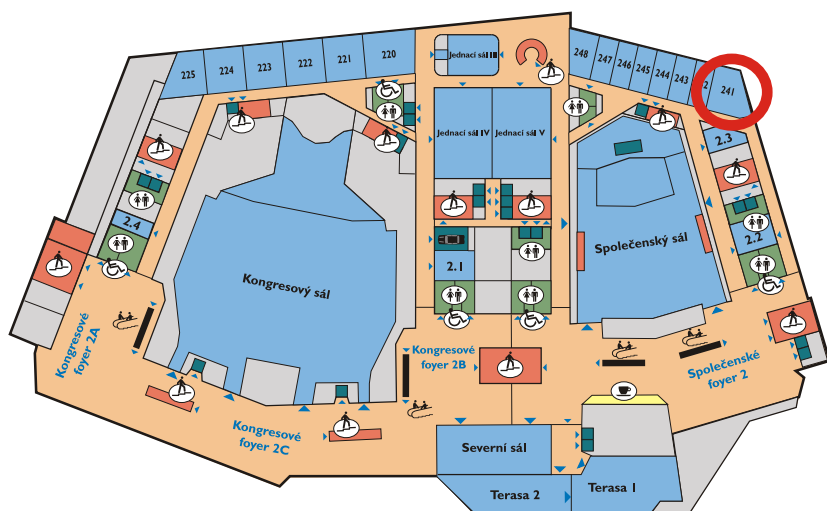 220
221
222
223
224
225
Jednací sál III
248
247
246
245
244
243
2
241
Jednací sál IV
Jednací sál V
2.3
2.4
2.2
2.1
Společenský sál
Kongresový sál
Kongresové
foyer 2A
Kongresové
foyer 2B
Společenské
foyer 2
Kongresové
foyer 2C
Severní sál
Terasa 2
Terasa 1